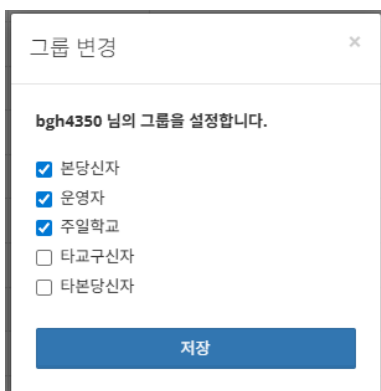 그룹 변경
×
bgh4350 님의 그룹을 설정합니다.
본당신자
운영자
주일학교
타교구신자
타본당신자
저장